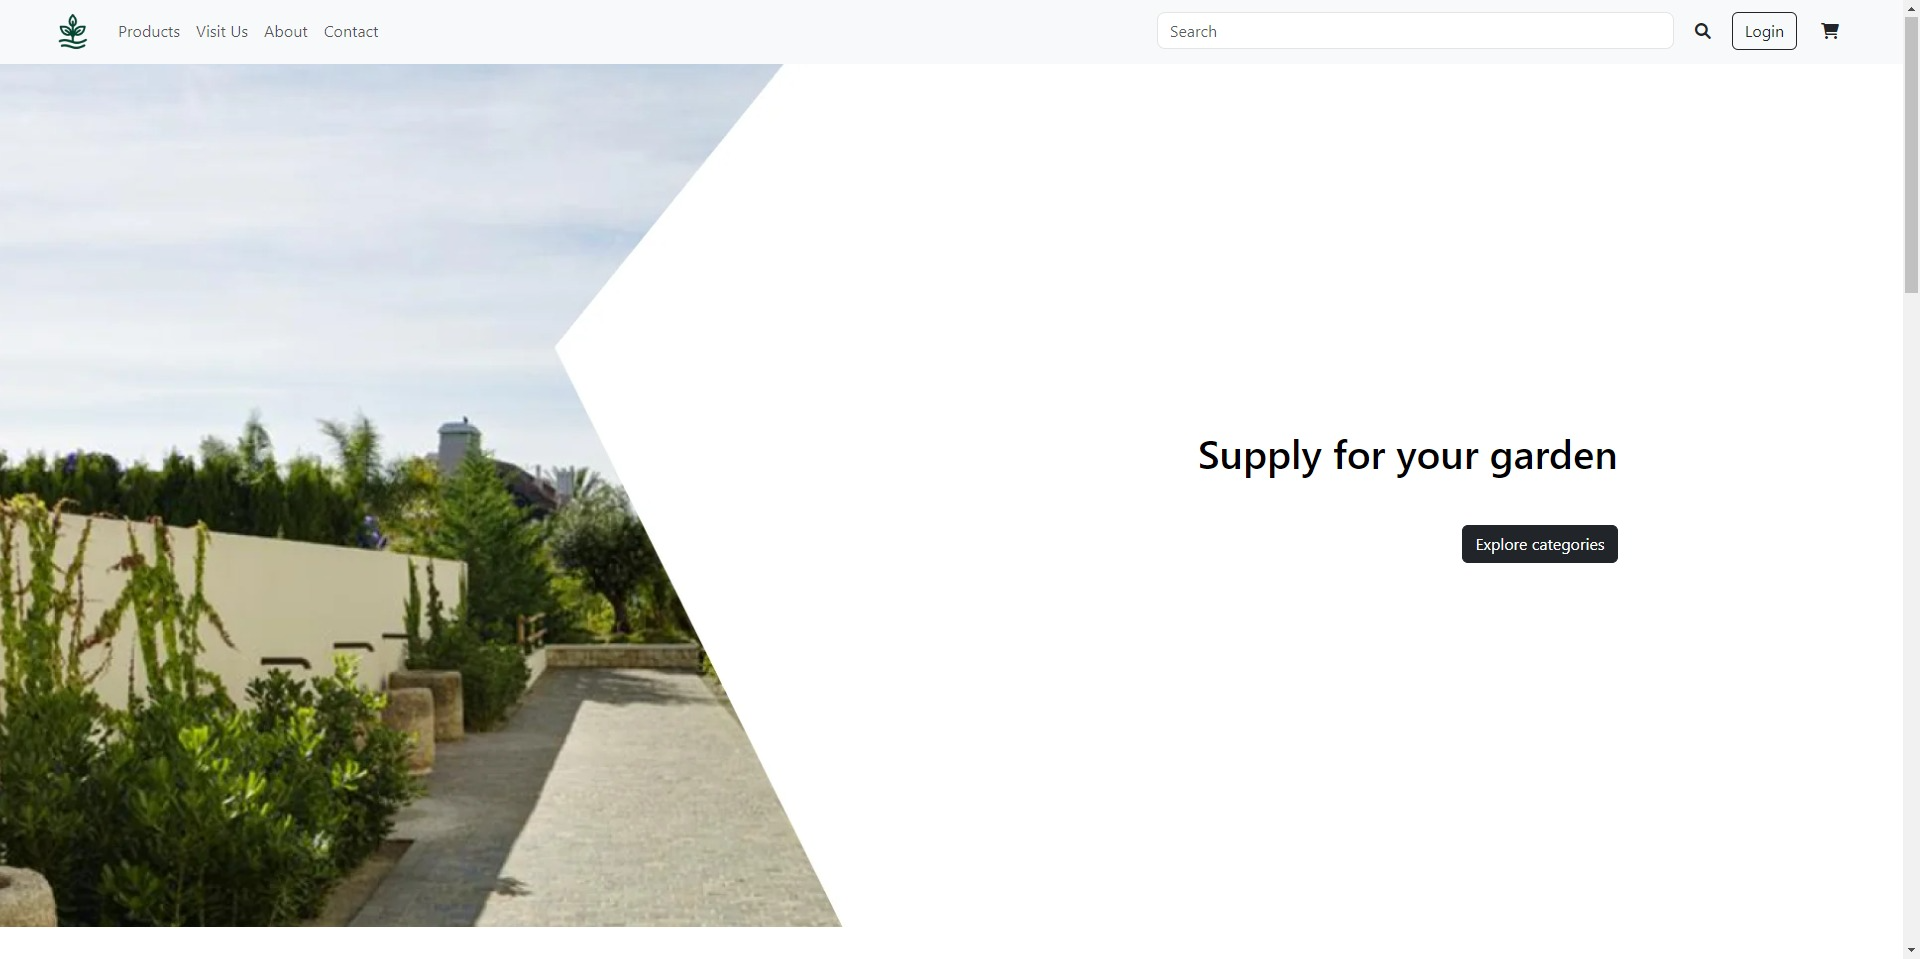 Products Visit Us About Contact Search Login
Supply for your garden
Explore categories